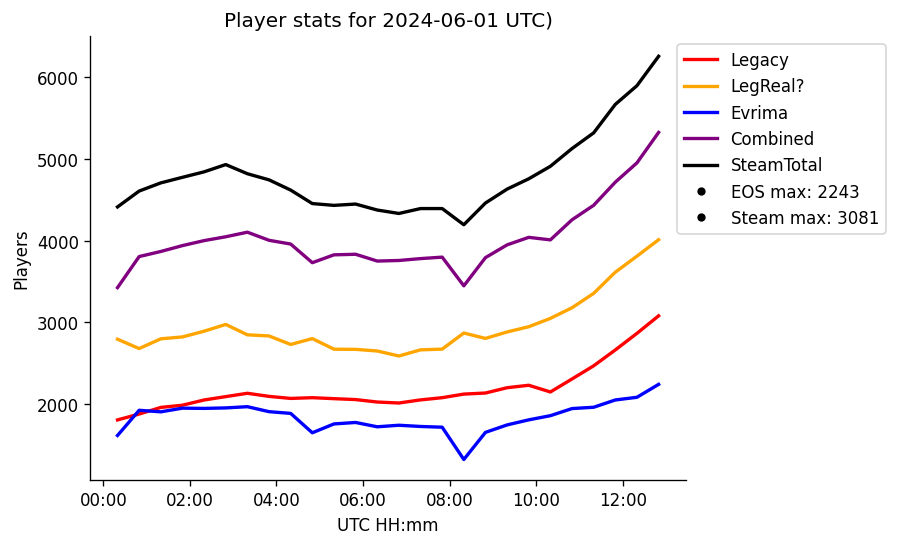 Player stats for 2024-06-01 UTC)
Players
6000
5000
4000
3000
2000
00:00 02:00 04:00 06:00 08:00 10:00 12:00
UTC HH:mm
Legacy
LegReal?
Evrima
Combined
SteamTotal
EOS max: 2243
Steam max: 3081